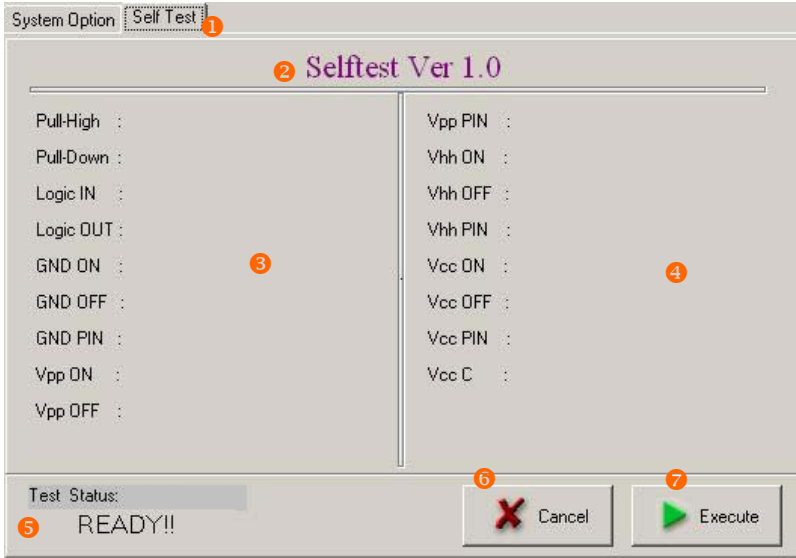 System Option Self Test 1
2 Selftest Ver 1.0
Pull-High :
Pull-Down :
Logic IN :
Logic OUT :
GND ON :
GND OFF :
GND PIN :
Vpp ON :
Vpp OFF :
3
Vpp PIN :
Vhh ON :
Vhh OFF :
Vhh PIN :
Vcc ON :
Vcc OFF :
Vcc PIN :
Vcc C :
4
Test Status:
5 READY!!
6
Cancel
7
Execute